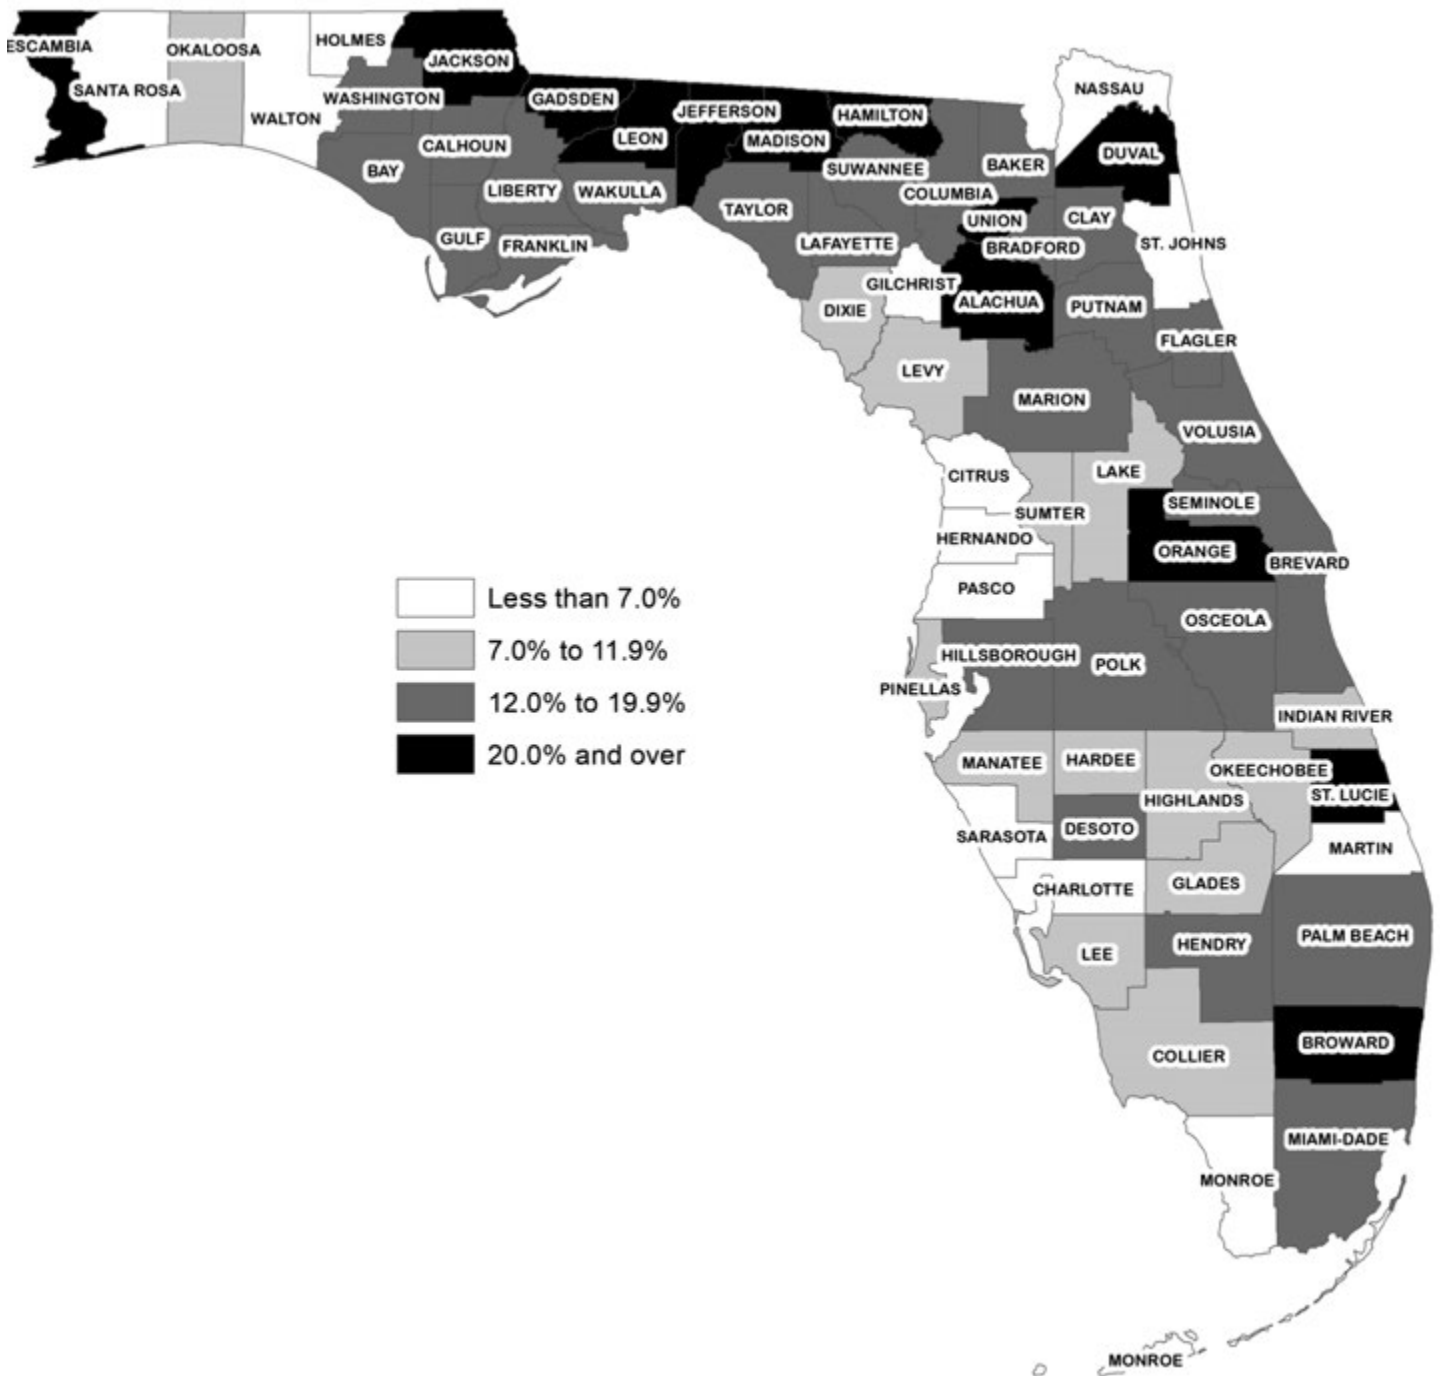 ESCAMBIA
SANTA ROSA
OKALOOSA
WALTON
HOLMES
WASHINGTON
JACKSON
BAY
CALHOUN
GULF
LIBERTY
FRANKLIN
GADSDEN
LEON
WAKULLA
JEFFERSON
MADISON
TAYLOR
HAMILTON
SUWANNEE
LAFAYETTE
COLUMBIA
BAKER
NASSAU
DUVAL
UNION
BRADFORD
CLAY
ST. JOHNS
GILCHRIST
DIXIE
ALACHUA
PUTNAM
FLAGLER
LEVY
MARION
VOLUSIA
CITRUS
LAKE
SUMTER
SEMINOLE
HERNANDO
ORANGE
BREVARD
PASCO
OSCEOLA
HILLSBOROUGH
POLK
PINELLAS
INDIAN RIVER
MANATEE
HARDEE
OKEECHOBEE
HIGHLANDS
ST. LUCIE
SARASOTA
DESOTO
MARTIN
CHARLOTTE
GLADES
LEE
HENDRY
PALM BEACH
COLLIER
BROWARD
MIAMI-DADE
MONROE
MONROE
Less than 7.0%
7.0% to 11.9%
12.0% to 19.9%
20.0% and over